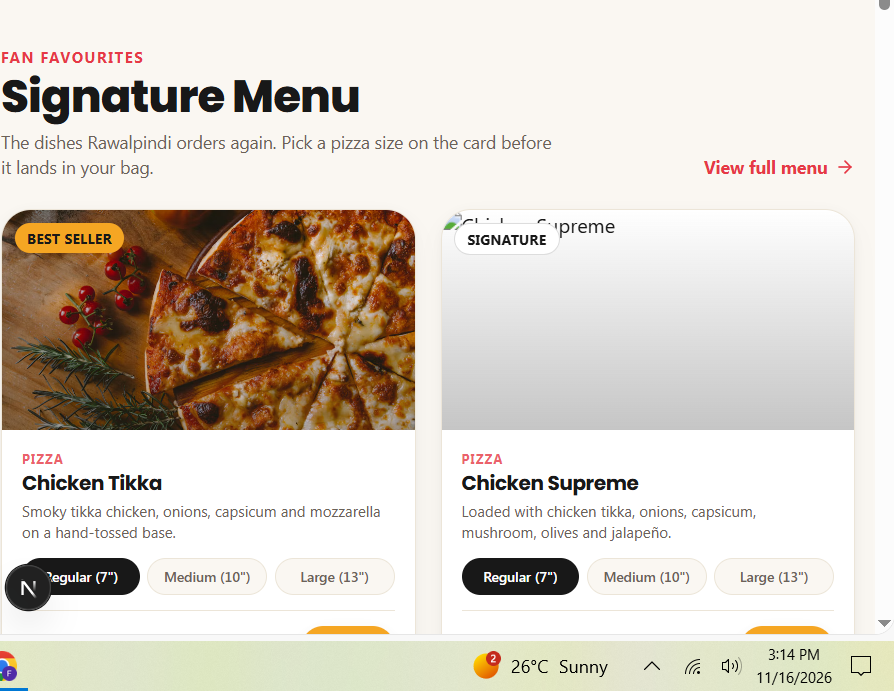 FAN FAVOURITES
Signature Menu
The dishes Rawalpindi orders again. Pick a pizza size on the card before
it lands in your bag.
View full menu →
BEST SELLER
Supreme
SIGNATURE
PIZZA
Chicken Tikka
Smoky tikka chicken, onions, capsicum and mozzarella
on a hand-tossed base.
Regular (7")
Medium (10")
Large (13")
PIZZA
Chicken Supreme
Loaded with chicken tikka, onions, capsicum,
mushroom, olives and jalapeño.
Regular (7")
Medium (10")
Large (13")
N
F
2
26°C Sunny
3:14 PM
11/16/2026